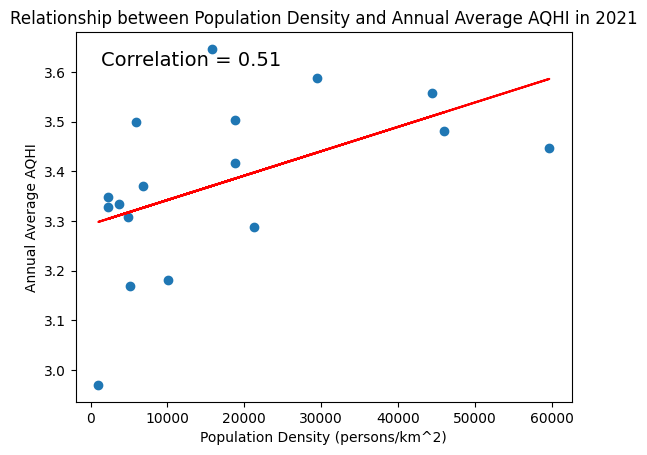 Relationship between Population Density and Annual Average AQHI in 2021
Correlation = 0.51
3.6
3.5
3.4
3.3
3.2
3.1
3.0
Annual Average AQHI
0 10000 20000 30000 40000 50000 60000
Population Density (persons/km^2)